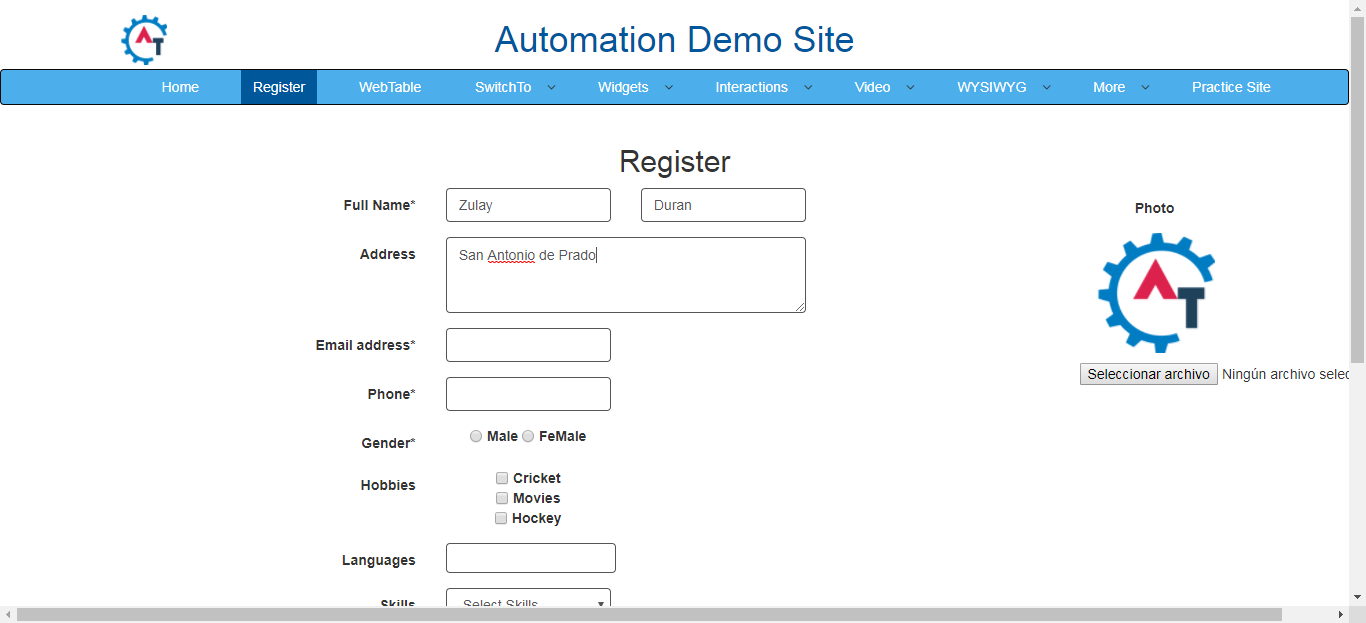 AT
Automation Demo Site
Home Register WebTable SwitchTo Widgets Interactions Video WYSIWYG More Practice Site
Register
Full Name* Zulay Duran
Photo
Address San Antonio de Prado
AT
Email address*
Seleccionar archivo Ningún archivo selec
Phone*
Gender* Male FeMale
Hobbies Cricket
Movies
Hockey
Languages
Skills Select Skills